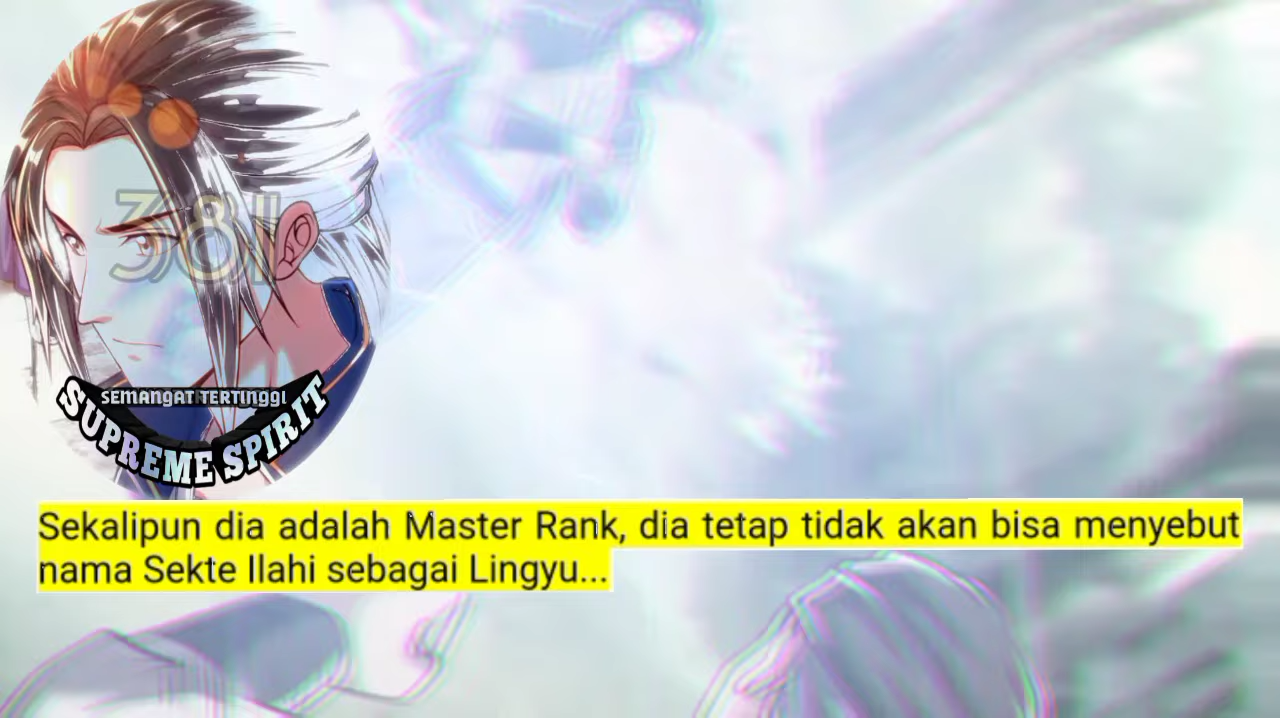 381
SEMANGAT TERTINGGI
SUPREME SPIRIT
Sekalipun dia adalah Master Rank, dia tetap tidak akan bisa menyebut
nama Sekte Ilahi sebagai Lingyu...